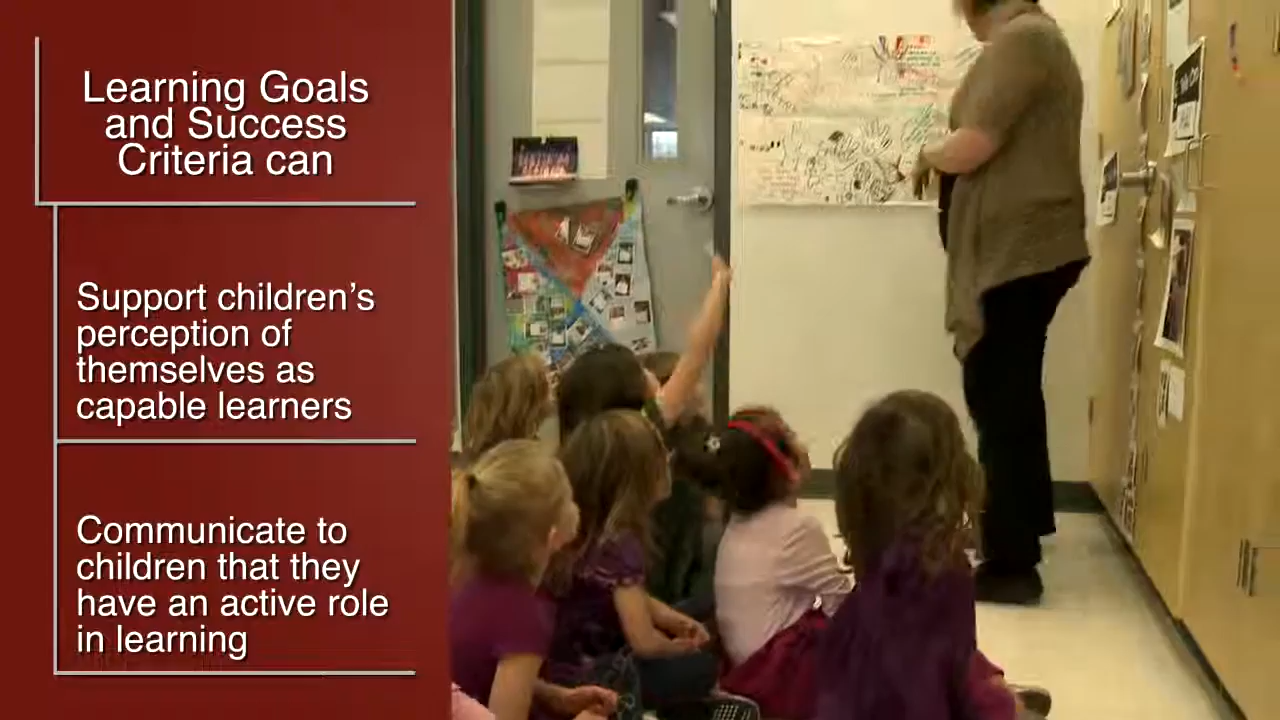 Learning Goals
and Success
Criteria can
Support children's
perception of
themselves as
capable learners
Communicate to
children that they
have an active role
in learning